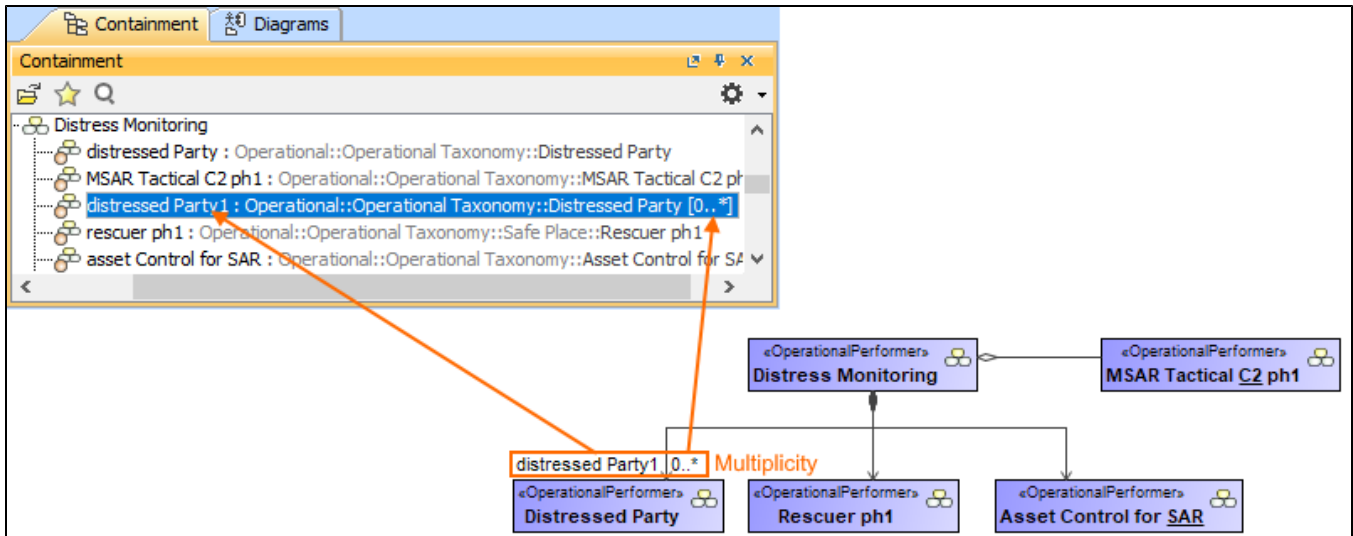 Containment Diagrams
Containment
Distress Monitoring
distressed Party : Operational::Operational Taxonomy::Distressed Party
MSAR Tactical C2 ph1 : Operational::Operational Taxonomy::MSAR Tactical C2 ph
distressed Party1 : Operational::Operational Taxonomy::Distressed Party [0..*]
rescuer ph1 : Operational::Operational Taxonomy::Safe Place::Rescuer ph1
asset Control for SAR : Operational::Operational Taxonomy::Asset Control for SA
«OperationalPerformer» «OperationalPerformer»
Distress Monitoring MSAR Tactical C2 ph1
distressed Party1 0..* Multiplicity
«OperationalPerformer» «OperationalPerformer» «OperationalPerformer»
Distressed Party Rescuer ph1 Asset Control for SAR